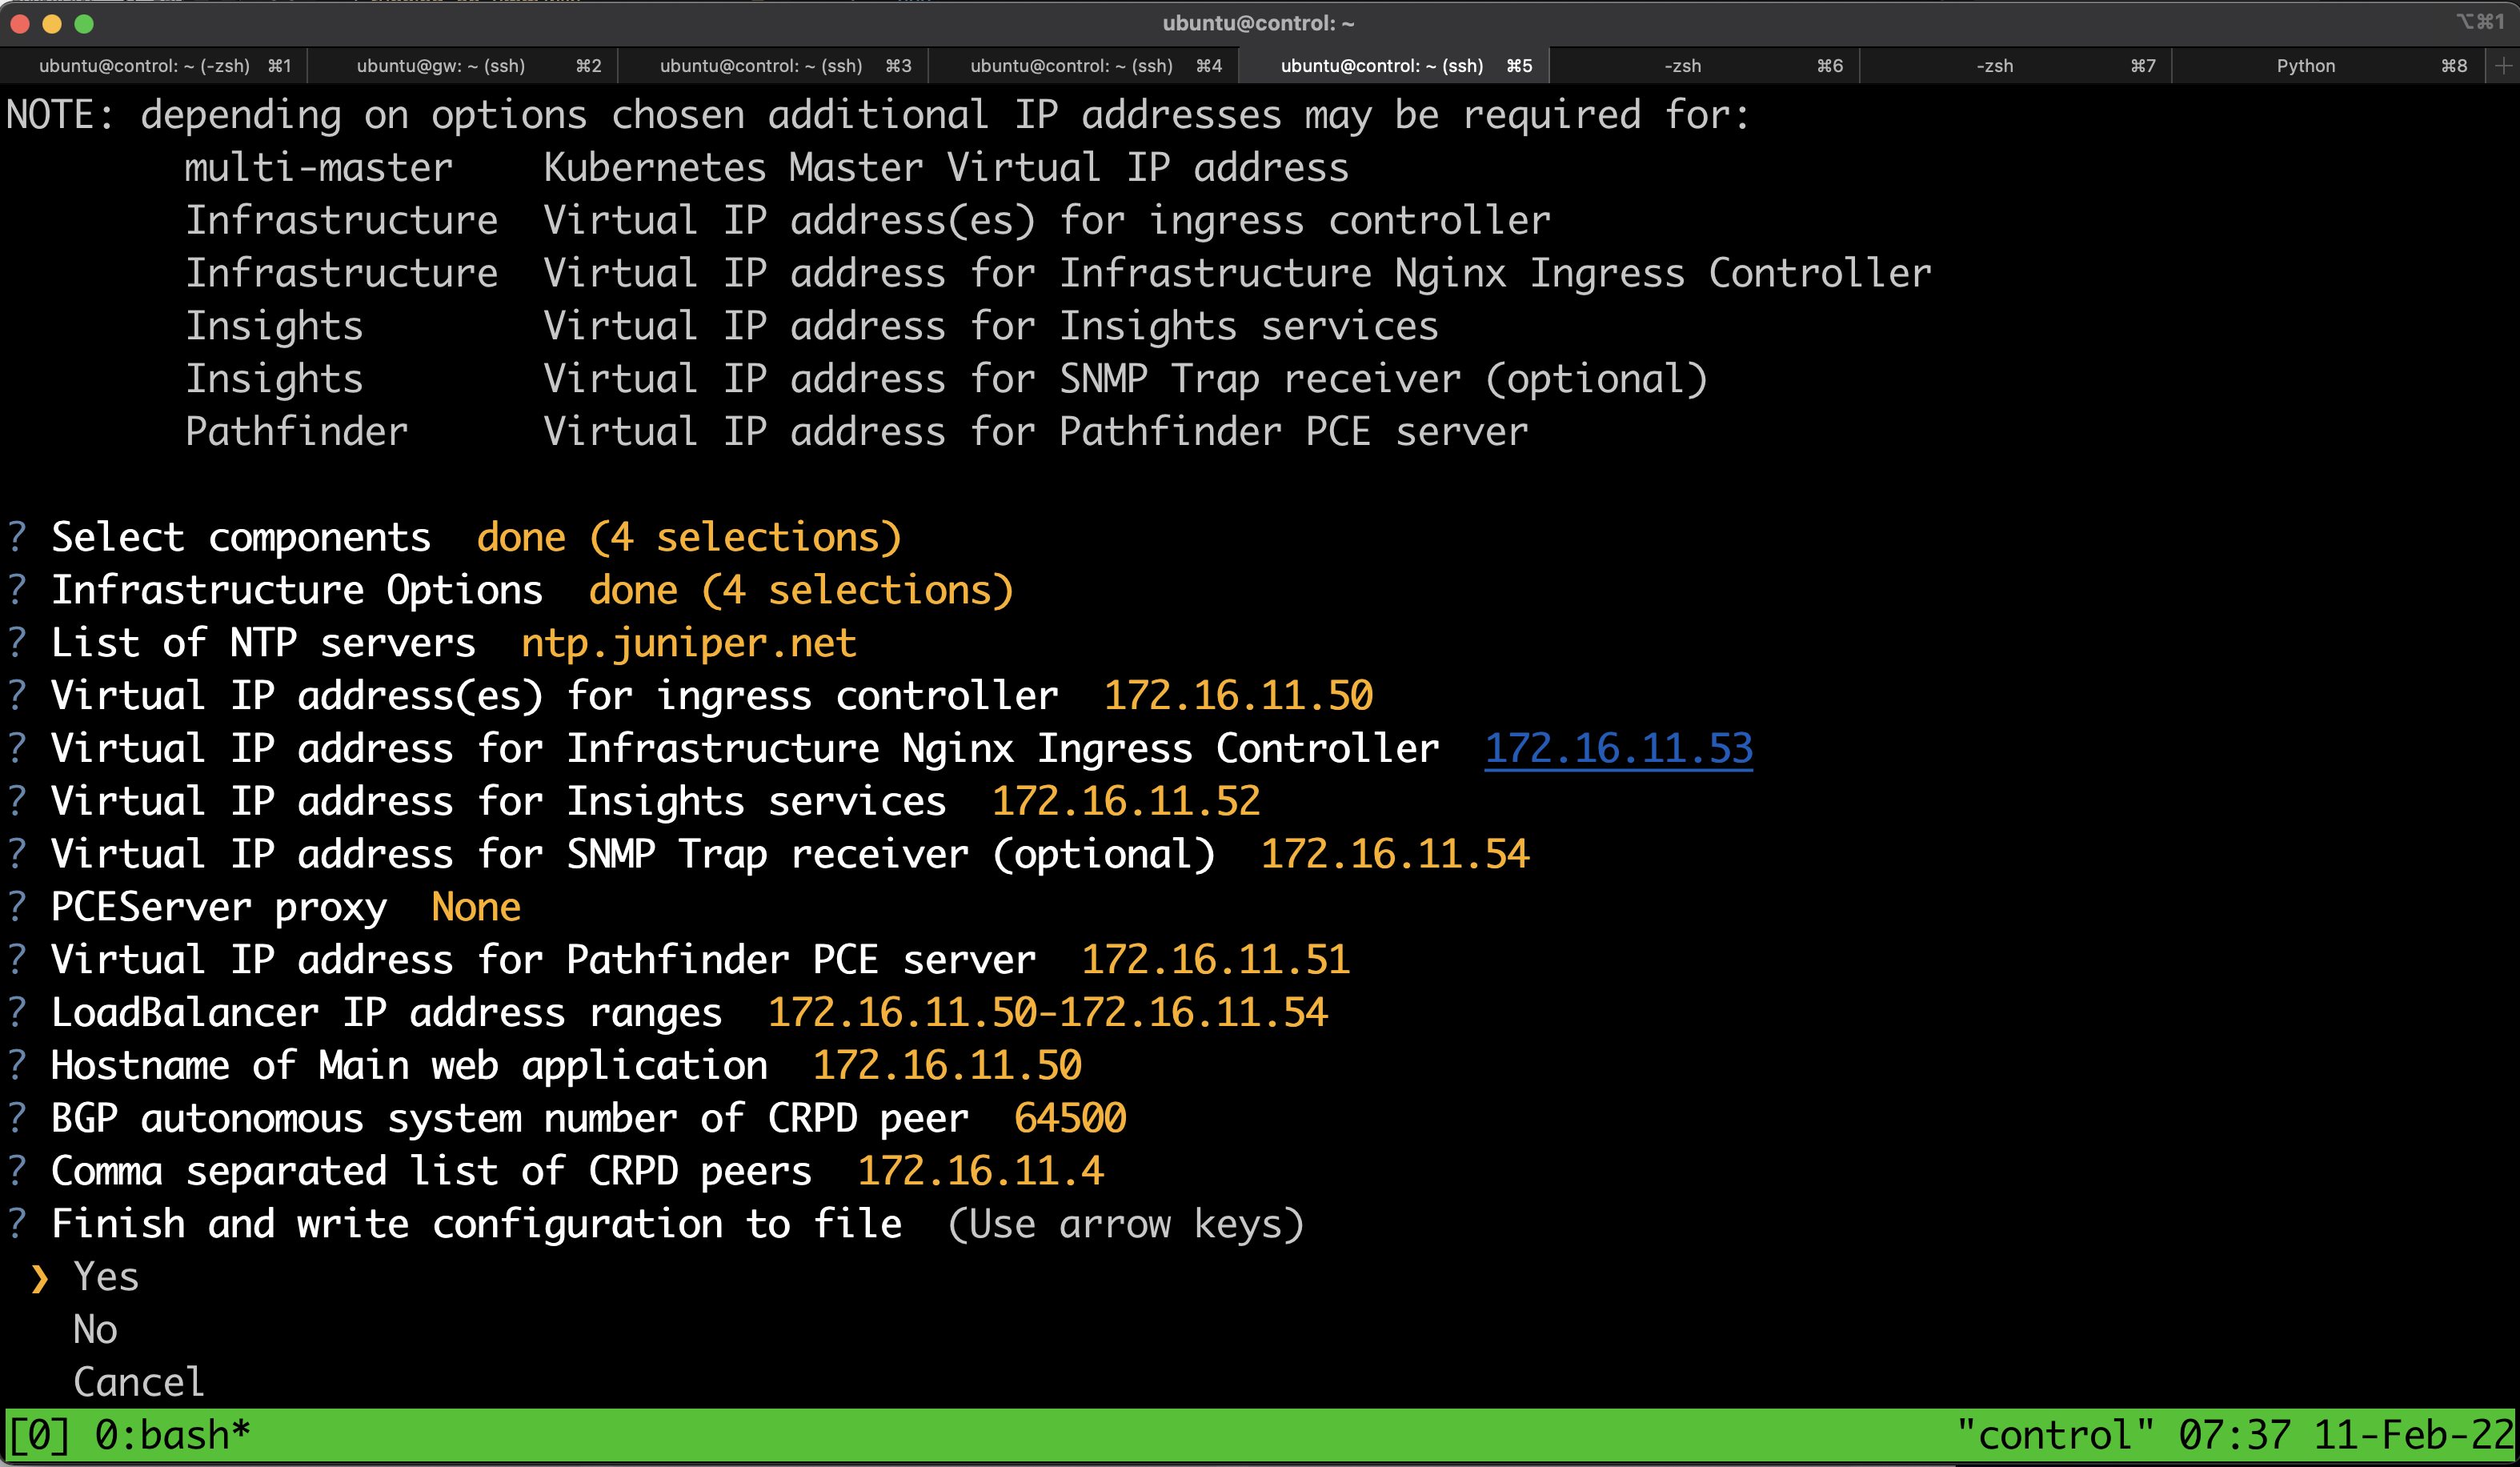 ubuntu@control: ~
⌥⌘1
ubuntu@control: ~ (-zsh) ⌘1 ubuntu@gw: ~ (ssh) ⌘2 ubuntu@control: ~ (ssh) ⌘3 ubuntu@control: ~ (ssh) ⌘4 ubuntu@control: ~ (ssh) ⌘5 -zsh ⌘6 -zsh ⌘7 Python ⌘8
NOTE: depending on options chosen additional IP addresses may be required for:
multi-master Kubernetes Master Virtual IP address
Infrastructure Virtual IP address(es) for ingress controller
Infrastructure Virtual IP address for Infrastructure Nginx Ingress Controller
Insights Virtual IP address for Insights services
Insights Virtual IP address for SNMP Trap receiver (optional)
Pathfinder Virtual IP address for Pathfinder PCE server
? Select components done (4 selections)
? Infrastructure Options done (4 selections)
? List of NTP servers ntp.juniper.net
? Virtual IP address(es) for ingress controller 172.16.11.50
? Virtual IP address for Infrastructure Nginx Ingress Controller 172.16.11.53
? Virtual IP address for Insights services 172.16.11.52
? Virtual IP address for SNMP Trap receiver (optional) 172.16.11.54
? PCEServer proxy None
? Virtual IP address for Pathfinder PCE server 172.16.11.51
? LoadBalancer IP address ranges 172.16.11.50-172.16.11.54
? Hostname of Main web application 172.16.11.50
? BGP autonomous system number of CRPD peer 64500
? Comma separated list of CRPD peers 172.16.11.4
? Finish and write configuration to file (Use arrow keys)
❯ Yes
No
Cancel
[0] 0:bash* "control" 07:37 11-Feb-22